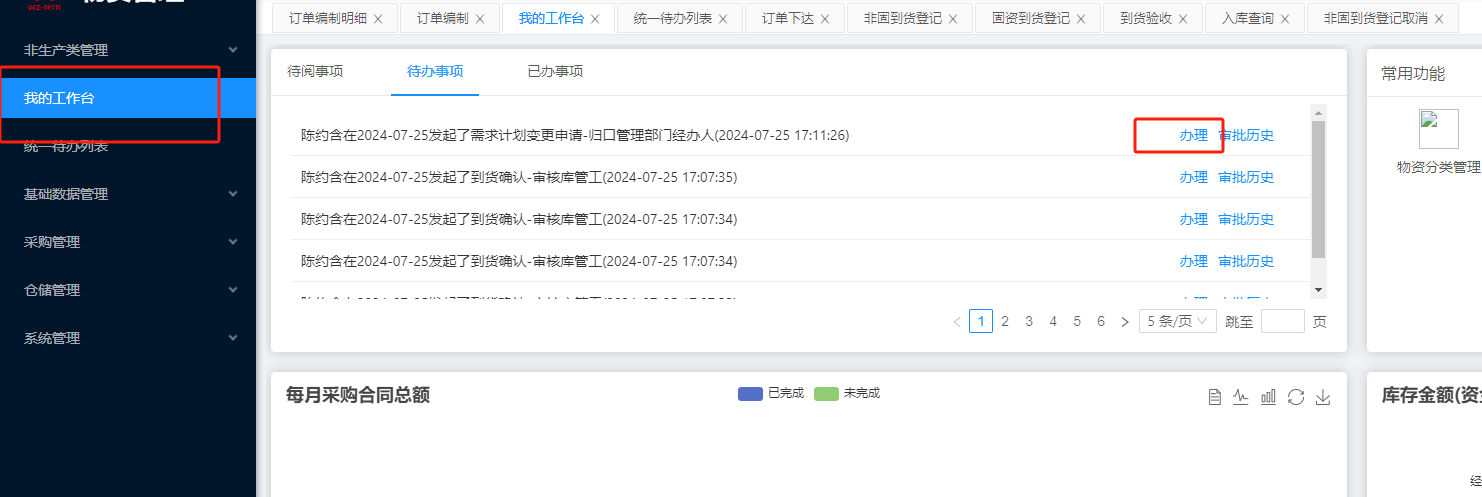 WZ-MTR
订单编制明细 订单编制 我的工作台 统一待办列表 订单下达 非固到货登记 固资到货登记 到货验收 入库查询 非固到货登记取消
非生产类管理
我的工作台
统一待办列表
基础数据管理
采购管理
仓储管理
系统管理
待阅事项 待办事项 已办事项
陈约含在2024-07-25发起了需求计划变更申请-归口管理部门经办人(2024-07-25 17:11:26) 办理 审批历史
陈约含在2024-07-25发起了到货确认-审核库管工(2024-07-25 17:07:35) 办理 审批历史
陈约含在2024-07-25发起了到货确认-审核库管工(2024-07-25 17:07:34) 办理 审批历史
陈约含在2024-07-25发起了到货确认-审核库管工(2024-07-25 17:07:34) 办理 审批历史
1 2 3 4 5 6 5 条/页 跳至 页
常用功能
物资分类管理
每月采购合同总额
已完成 未完成
库存金额(资
经